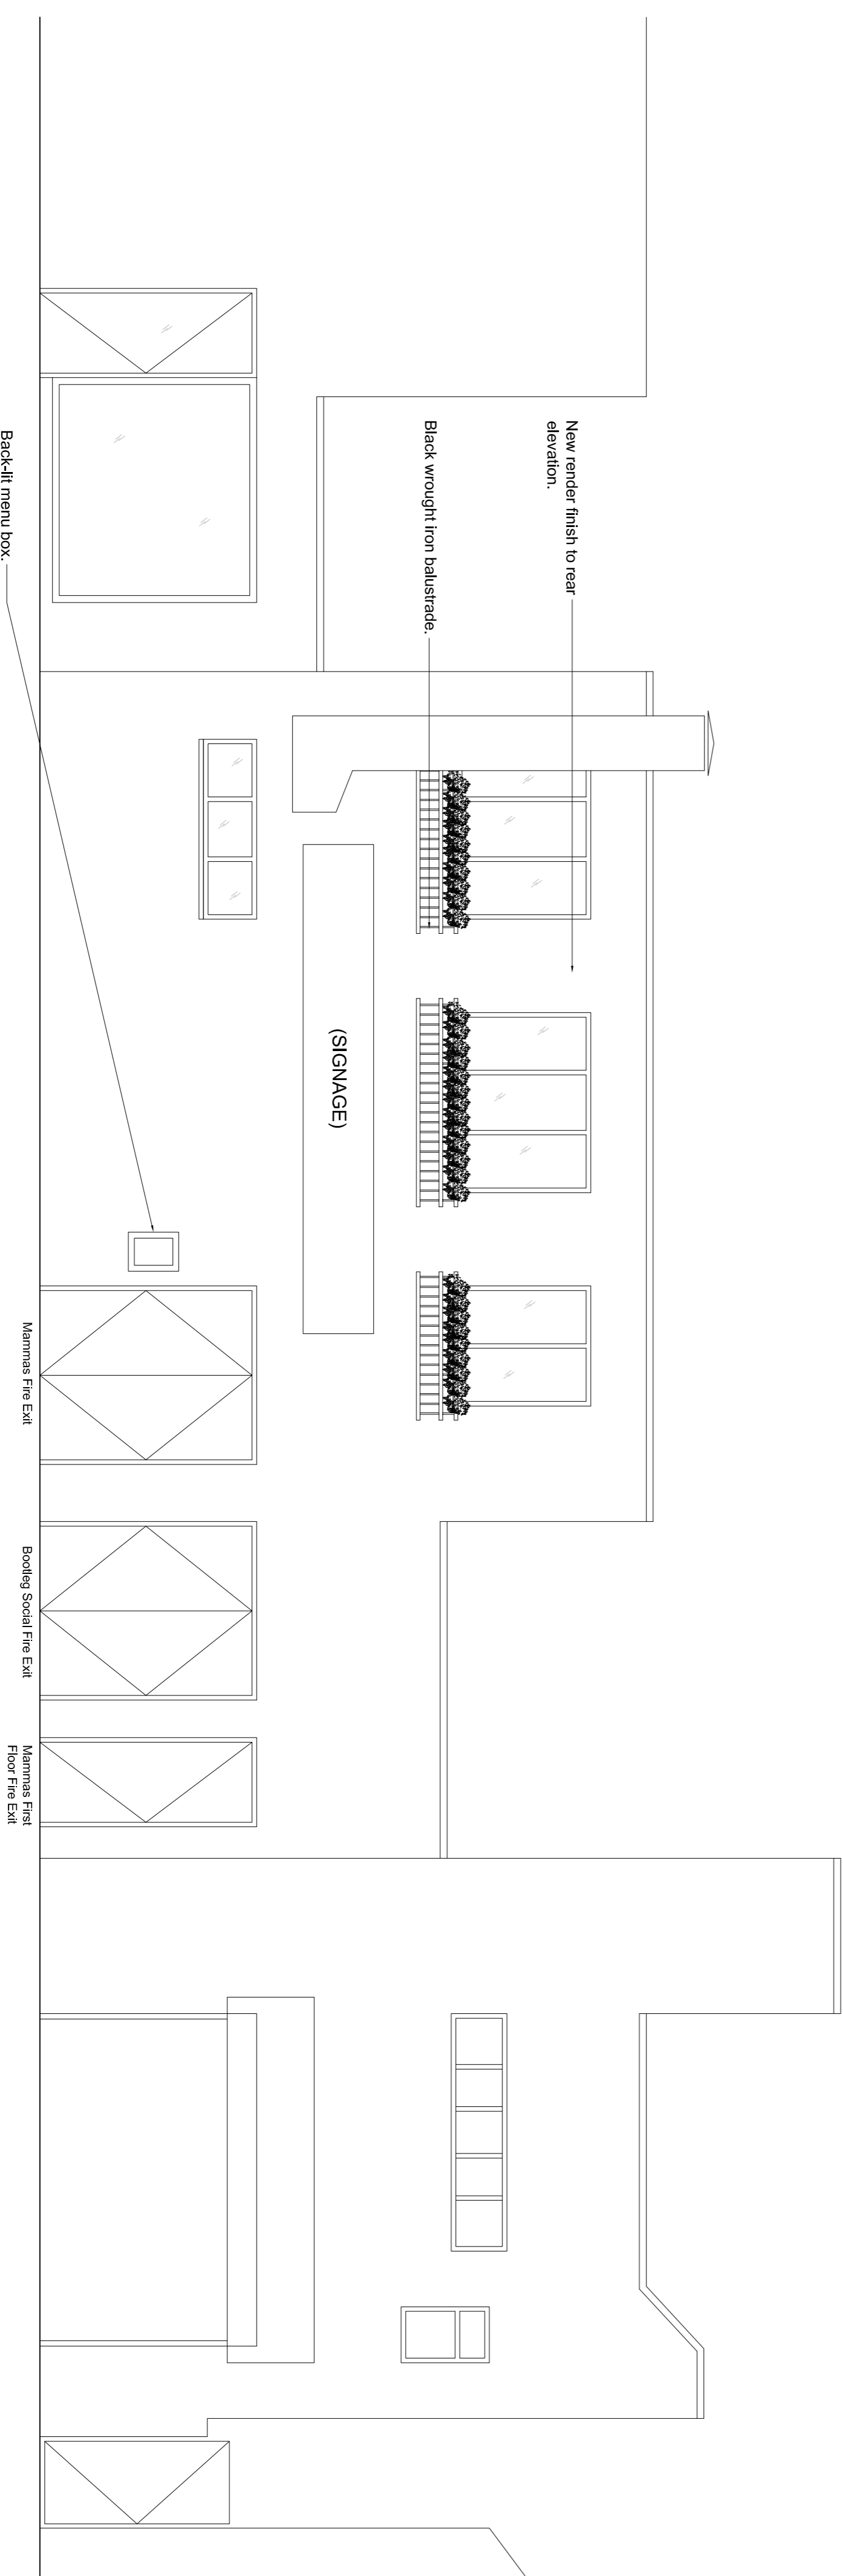 New render finish to rear
elevation.
Black wrought iron balustrade.
(SIGNAGE)
Back-lit menu box.
Mammas Fire Exit
Bootleg Social Fire Exit
Mammas First
Floor Fire Exit